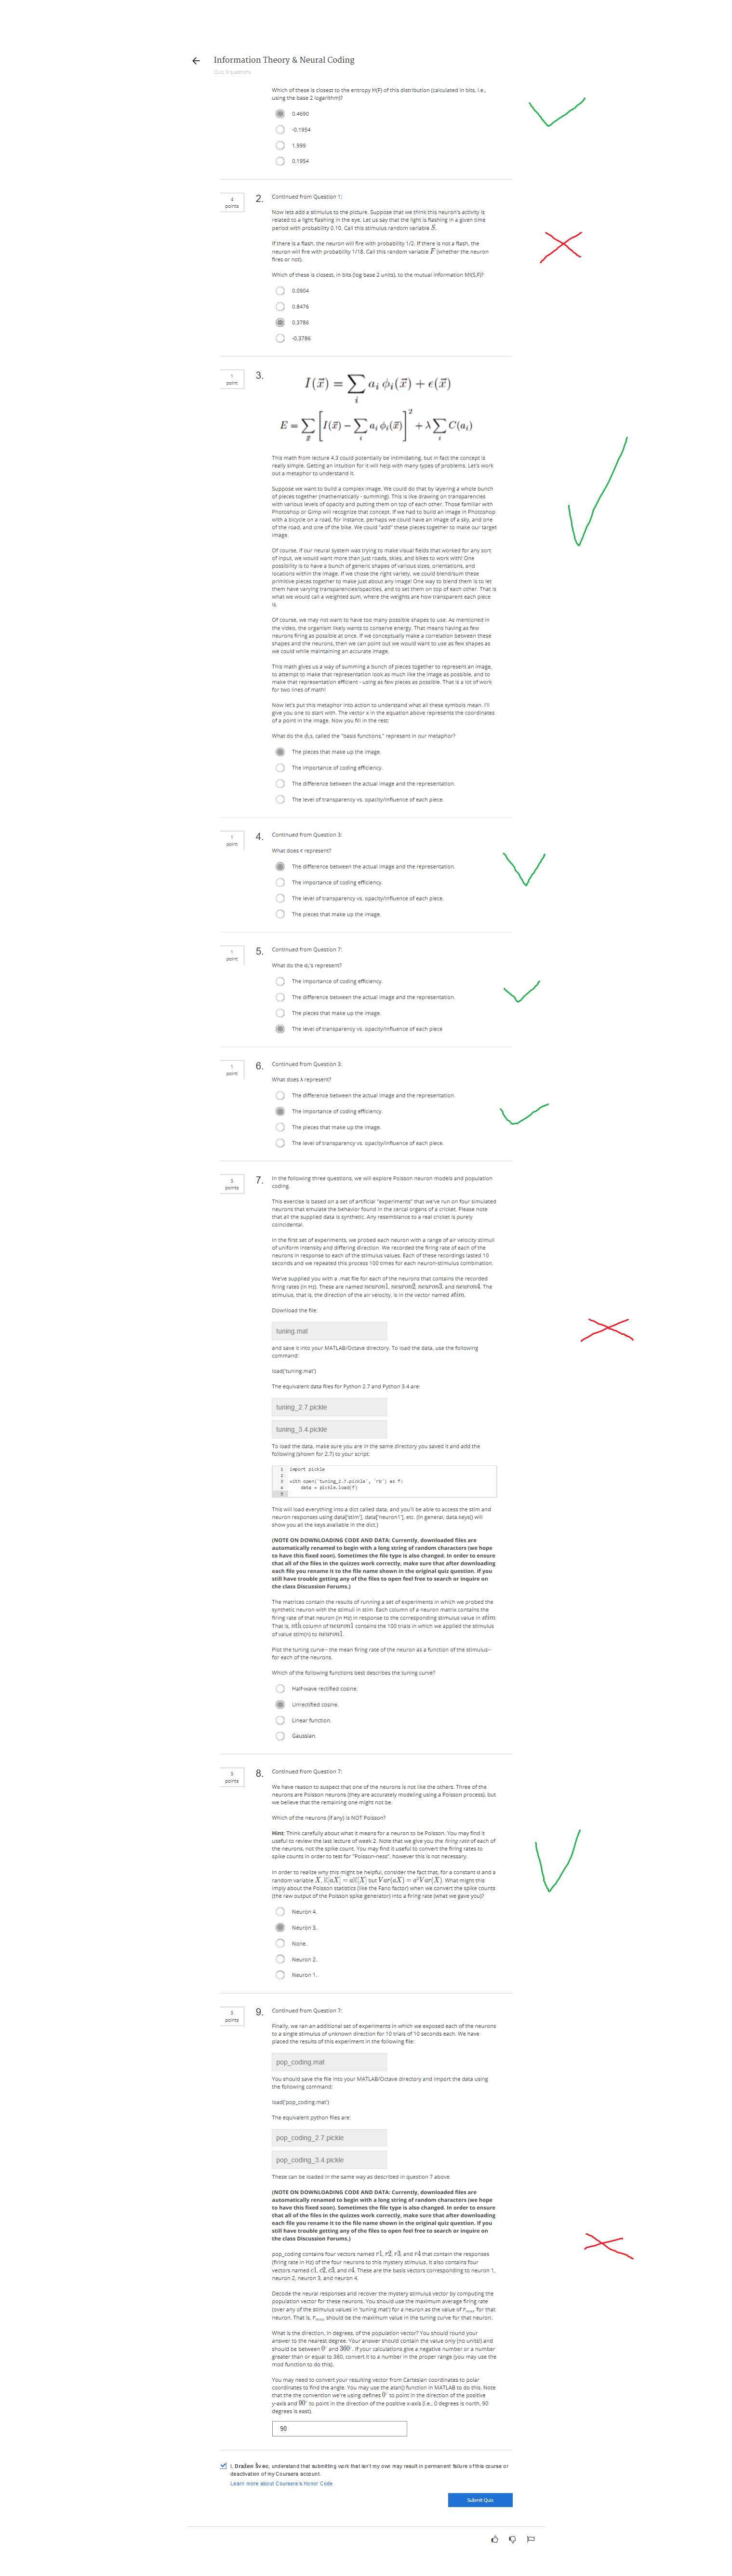 Information Theory & Neural Coding
Quiz, 9 questions
Which of these is closest to the entropy H(F) of this distribution (calculated in bits, i.e.,
using the base 2 logarithm)?
0.4690
-0.1954
1.999
0.1954
4
points
2.
Continued from Question 1:
Now lets add a stimulus to the picture. Suppose that we think this neuron's activity is
related to a light flashing in the eye. Let us say that the light is flashing in a given time
period with probability 0.10. Call this stimulus random variable S.
If there is a flash, the neuron will fire with probability 1/2. If there is not a flash, the
neuron will fire with probability 1/18. Call this random variable F (whether the neuron
fires or not).
Which of these is closest, in bits (log base 2 units), to the mutual information MI(S,F)?
0.0904
0.8476
0.3786
-0.3786
1
point
3.
I(x⃗) = ∑_i a_i ϕ_i(x⃗) + ϵ(x⃗)
E = ∑_x⃗ [I(x⃗) − ∑_i a_i ϕ_i(x⃗)]² + λ ∑_i C(a_i)
This math from lecture 4.3 could potentially be intimidating, but in fact the concept is
really simple. Getting an intuition for it will help with many types of problems. Let's work
out a metaphor to understand it.
Suppose we want to build a complex image. We could do that by layering a whole bunch
of pieces together (mathematically - summing). This is like drawing on transparencies
with various levels of opacity and putting them on top of each other. Those familiar with
Photoshop or Gimp will recognize that concept. If we had to build an image in Photoshop
with a bicycle on a road, for instance, perhaps we could have an image of a sky, and one
of the road, and one of the bike. We could "add" these pieces together to make our target
image.
Of course, if our neural system was trying to make visual fields that worked for any sort
of input, we would want more than just roads, skies, and bikes to work with! One
possibility is to have a bunch of generic shapes of various sizes, orientations, and
locations within the image. If we chose the right variety, we could blend/sum these
primitive pieces together to make just about any image! One way to blend them is to let
them have varying transparencies/opacities, and to set them on top of each other. That is
what we would call a weighted sum, where the weights are how transparent each piece
is.
Of course, we may not want to have too many possible shapes to use. As mentioned in
the video, the organism likely wants to conserve energy. That means having as few
neurons firing as possible at once. If we conceptually make a correlation between these
shapes and the neurons, then we can point out we would want to use as few shapes as
we could while maintaining an accurate image.
This math gives us a way of summing a bunch of pieces together to represent an image,
to attempt to make that representation look as much like the image as possible, and to
make that representation efficient - using as few pieces as possible. That is a lot of work
for two lines of math!
Now let's put this metaphor into action to understand what all these symbols mean. I'll
give you one to start with. The vector x in the equation above represents the coordinates
of a point in the image. Now you fill in the rest:
What do the ϕ_i's, called the "basis functions," represent in our metaphor?
The pieces that make up the image.
The importance of coding efficiency.
The difference between the actual image and the representation.
The level of transparency vs. opacity/influence of each piece.
1
point
4.
Continued from Question 3:
What does ϵ represent?
The difference between the actual image and the representation.
The importance of coding efficiency.
The level of transparency vs. opacity/influence of each piece.
The pieces that make up the image.
1
point
5.
Continued from Question 7:
What do the a_i's represent?
The importance of coding efficiency.
The difference between the actual image and the representation.
The pieces that make up the image.
The level of transparency vs. opacity/influence of each piece
1
point
6.
Continued from Question 3:
What does λ represent?
The difference between the actual image and the representation.
The importance of coding efficiency.
The pieces that make up the image.
The level of transparency vs. opacity/influence of each piece.
5
points
7.
In the following three questions, we will explore Poisson neuron models and population
coding.
This exercise is based on a set of artificial "experiments" that we've run on four simulated
neurons that emulate the behavior found in the cercal organs of a cricket. Please note
that all the supplied data is synthetic. Any resemblance to a real cricket is purely
coincidental.
In the first set of experiments, we probed each neuron with a range of air velocity stimuli
of uniform intensity and differing direction. We recorded the firing rate of each of the
neurons in response to each of the stimulus values. Each of these recordings lasted 10
seconds and we repeated this process 100 times for each neuron-stimulus combination.
We've supplied you with a .mat file for each of the neurons that contains the recorded
firing rates (in Hz). These are named neuron1, neuron2, neuron3, and neuron4. The
stimulus, that is, the direction of the air velocity, is in the vector named stim.
Download the file:
tuning.mat
and save it into your MATLAB/Octave directory. To load the data, use the following
command:
load('tuning.mat')
The equivalent data files for Python 2.7 and Python 3.4 are:
tuning_2.7.pickle
tuning_3.4.pickle
To load the data, make sure you are in the same directory you saved it and add the
following (shown for 2.7) to your script:
1 import pickle
2
3 with open('tuning_2.7.pickle', 'rb') as f:
4 data = pickle.load(f)
5
This will load everything into a dict called data, and you'll be able to access the stim and
neuron responses using data['stim'], data['neuron1'], etc. (In general, data.keys() will
show you all the keys available in the dict.)
(NOTE ON DOWNLOADING CODE AND DATA: Currently, downloaded files are
automatically renamed to begin with a long string of random characters (we hope
to have this fixed soon). Sometimes the file type is also changed. In order to ensure
that all of the files in the quizzes work correctly, make sure that after downloading
each file you rename it to the file name shown in the original quiz question. If you
still have trouble getting any of the files to open feel free to search or inquire on
the class Discussion Forums.)
The matrices contain the results of running a set of experiments in which we probed the
synthetic neuron with the stimuli in stim. Each column of a neuron matrix contains the
firing rate of that neuron (in Hz) in response to the corresponding stimulus value in stim.
That is, nth column of neuron1 contains the 100 trials in which we applied the stimulus
of value stim(n) to neuron1.
Plot the tuning curve-- the mean firing rate of the neuron as a function of the stimulus--
for each of the neurons.
Which of the following functions best describes the tuning curve?
Half-wave rectified cosine.
Unrectified cosine.
Linear function.
Gaussian.
5
points
8.
Continued from Question 7:
We have reason to suspect that one of the neurons is not like the others. Three of the
neurons are Poisson neurons (they are accurately modeling using a Poisson process), but
we believe that the remaining one might not be.
Which of the neurons (if any) is NOT Poisson?
Hint: Think carefully about what it means for a neuron to be Poisson. You may find it
useful to review the last lecture of week 2. Note that we give you the firing rate of each of
the neurons, not the spike count. You may find it useful to convert the firing rates to
spike counts in order to test for "Poisson-ness", however this is not necessary.
In order to realize why this might be helpful, consider the fact that, for a constant a and a
random variable X, 𝔼[aX] = a𝔼[X] but Var(aX) = a²Var(X). What might this
imply about the Poisson statistics (like the Fano factor) when we convert the spike counts
(the raw output of the Poisson spike generator) into a firing rate (what we gave you)?
Neuron 4.
Neuron 3.
None.
Neuron 2.
Neuron 1.
5
points
9.
Continued from Question 7:
Finally, we ran an additional set of experiments in which we exposed each of the neurons
to a single stimulus of unknown direction for 10 trials of 10 seconds each. We have
placed the results of this experiment in the following file:
pop_coding.mat
You should save the file into your MATLAB/Octave directory and import the data using
the following command:
load('pop_coding.mat')
The equivalent python files are:
pop_coding_2.7.pickle
pop_coding_3.4.pickle
These can be loaded in the same way as described in question 7 above.
(NOTE ON DOWNLOADING CODE AND DATA: Currently, downloaded files are
automatically renamed to begin with a long string of random characters (we hope
to have this fixed soon). Sometimes the file type is also changed. In order to ensure
that all of the files in the quizzes work correctly, make sure that after downloading
each file you rename it to the file name shown in the original quiz question. If you
still have trouble getting any of the files to open feel free to search or inquire on
the class Discussion Forums.)
pop_coding contains four vectors named r1, r2, r3, and r4 that contain the responses
(firing rate in Hz) of the four neurons to this mystery stimulus. It also contains four
vectors named c1, c2, c3, and c4. These are the basis vectors corresponding to neuron 1,
neuron 2, neuron 3, and neuron 4.
Decode the neural responses and recover the mystery stimulus vector by computing the
population vector for these neurons. You should use the maximum average firing rate
(over any of the stimulus values in 'tuning.mat') for a neuron as the value of r_max for that
neuron. That is, r_max should be the maximum value in the tuning curve for that neuron.
What is the direction, in degrees, of the population vector? You should round your
answer to the nearest degree. Your answer should contain the value only (no units!) and
should be between 0° and 360°. If your calculations give a negative number or a number
greater than or equal to 360, convert it to a number in the proper range (you may use the
mod function to do this).
You may need to convert your resulting vector from Cartesian coordinates to polar
coordinates to find the angle. You may use the atan() function in MATLAB to do this. Note
that the the convention we're using defines 0° to point in the direction of the positive
y-axis and 90° to point in the direction of the positive x-axis (i.e., 0 degrees is north, 90
degrees is east).
90
I, Dražen Švec, understand that submitting work that isn't my own may result in permanent failure of this course or
deactivation of my Coursera account.
Learn more about Coursera's Honor Code
Submit Quiz